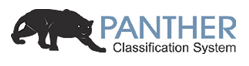 PANTHER
Classification System